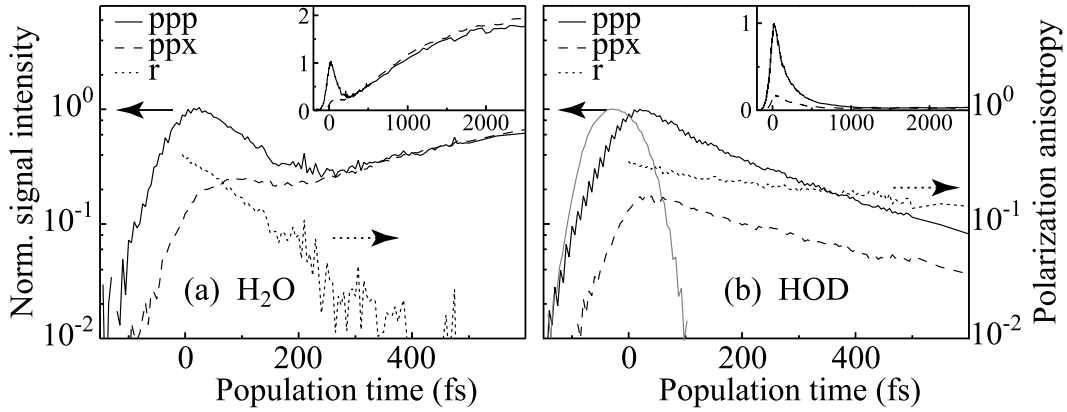 Norm. signal intensity
10^0
10^-1
10^-2
ppp
ppx
r
2
1
0
0 1000 2000
(a) H2O
0 200 400
Population time (fs)
ppp
ppx
r
1
0
0 1000 2000
(b) HOD
0 200 400
Population time (fs)
10^0
10^-1
10^-2
Polarization anisotropy